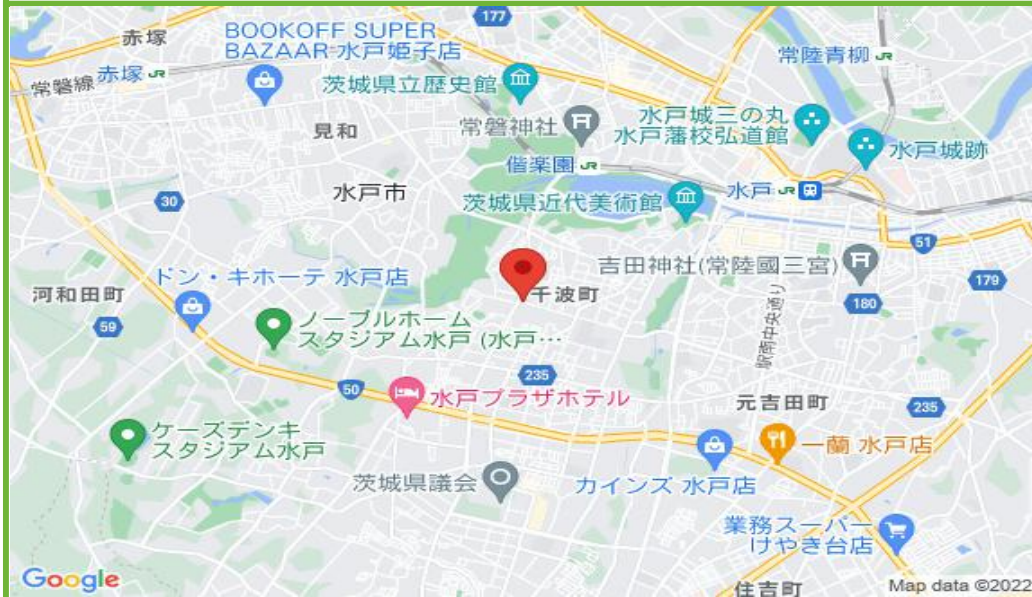 177
赤塚
BOOKOFF SUPER
BAZAAR 水戸姫子店
常陸青柳
JR
常磐線
赤塚
JR
茨城県立歴史館
水戸城三の丸
水戸藩校弘道館
見和
常磐神社
水戸城跡
偕楽園
JR
水戸
JR
水戸市
30
茨城県近代美術館
51
吉田神社(常陸國三宮)
ドン・キホーテ 水戸店
179
河和田町
千波町
180
59
ノーブルホーム
スタジアム水戸 (水戸…
駅南中央通り
235
50
水戸プラザホテル
元吉田町
235
ケーズデンキ
スタジアム水戸
一蘭 水戸店
茨城県議会
カインズ 水戸店
業務スーパー
けやき台店
Google
住吉町
Map data ©2022